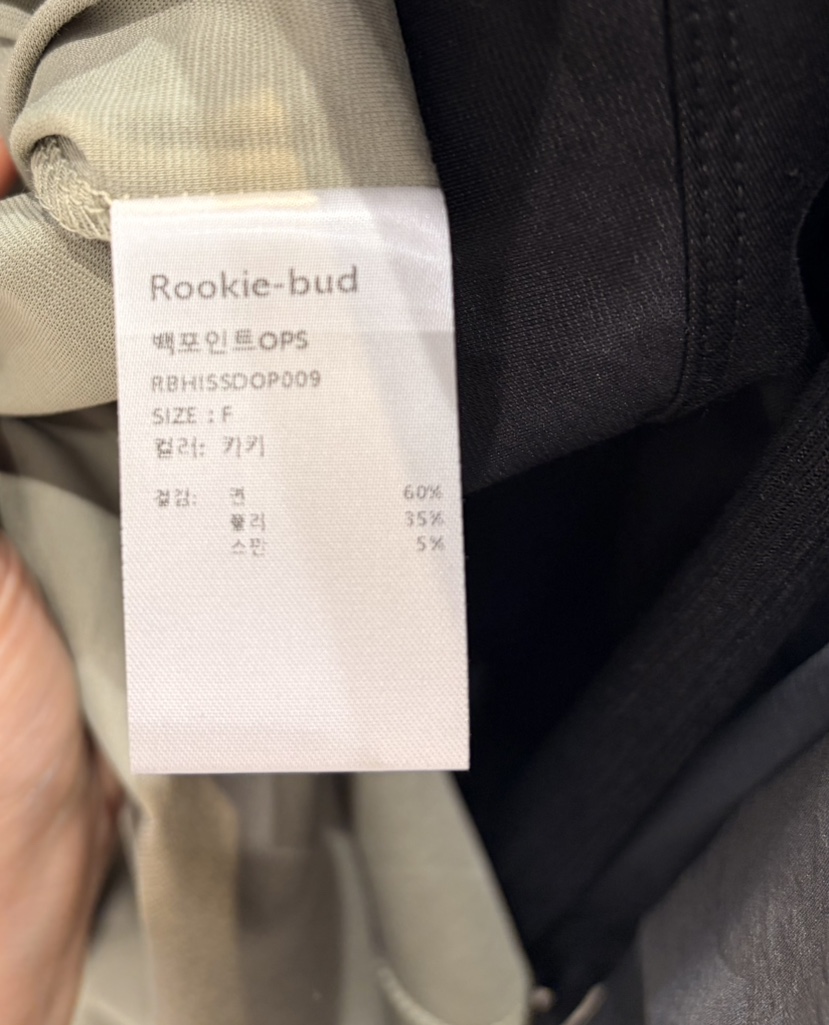 Rookie-bud
백포인트OPS
RBH1SSDOP009
SIZE : F
컬러: 카키
겉감: 면 60%
폴리 35%
스판 5%